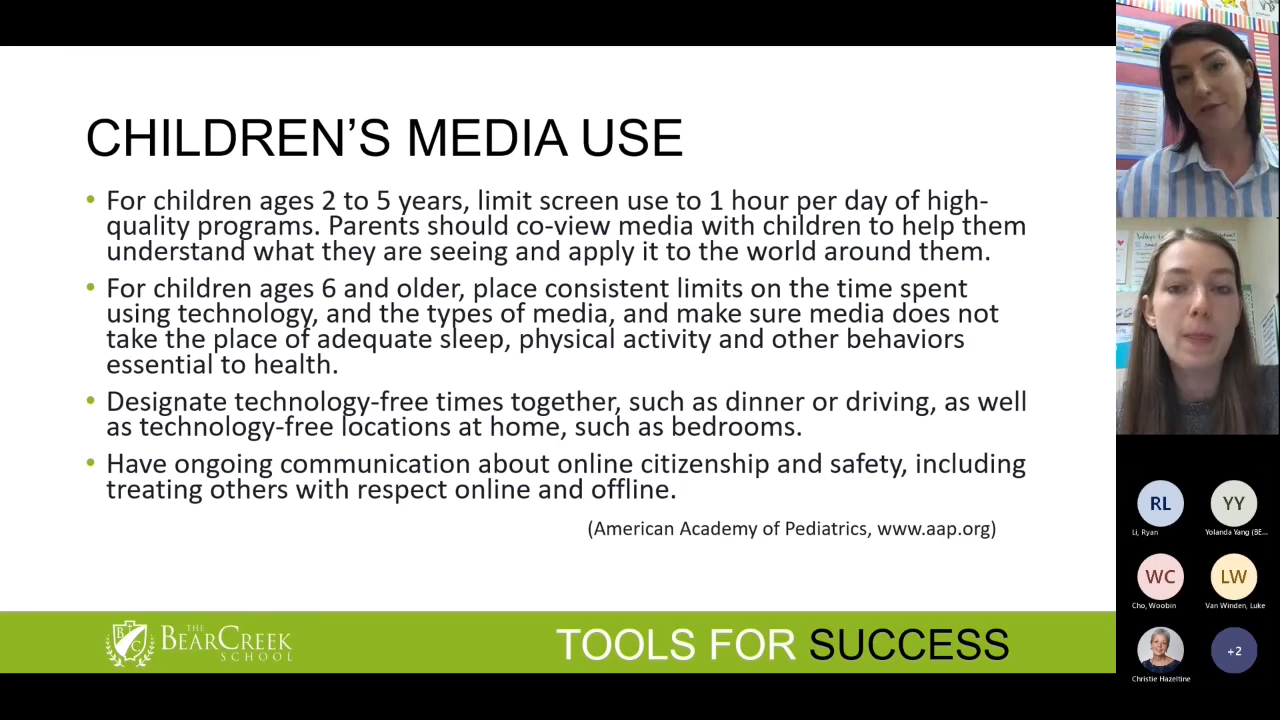 CHILDREN'S MEDIA USE
• For children ages 2 to 5 years, limit screen use to 1 hour per day of high-
quality programs. Parents should co-view media with children to help them
understand what they are seeing and apply it to the world around them.
• For children ages 6 and older, place consistent limits on the time spent
using technology, and the types of media, and make sure media does not
take the place of adequate sleep, physical activity and other behaviors
essential to health.
• Designate technology-free times together, such as dinner or driving, as well
as technology-free locations at home, such as bedrooms.
• Have ongoing communication about online citizenship and safety, including
treating others with respect online and offline.
(American Academy of Pediatrics, www.aap.org)
THE
BEAR CREEK
SCHOOL
TOOLS FOR SUCCESS
RL
YY
Li, Ryan
Yolanda Yang (BE...
WC
LW
Cho, Woobin
Van Winden, Luke
+2
Christie Hazeltine